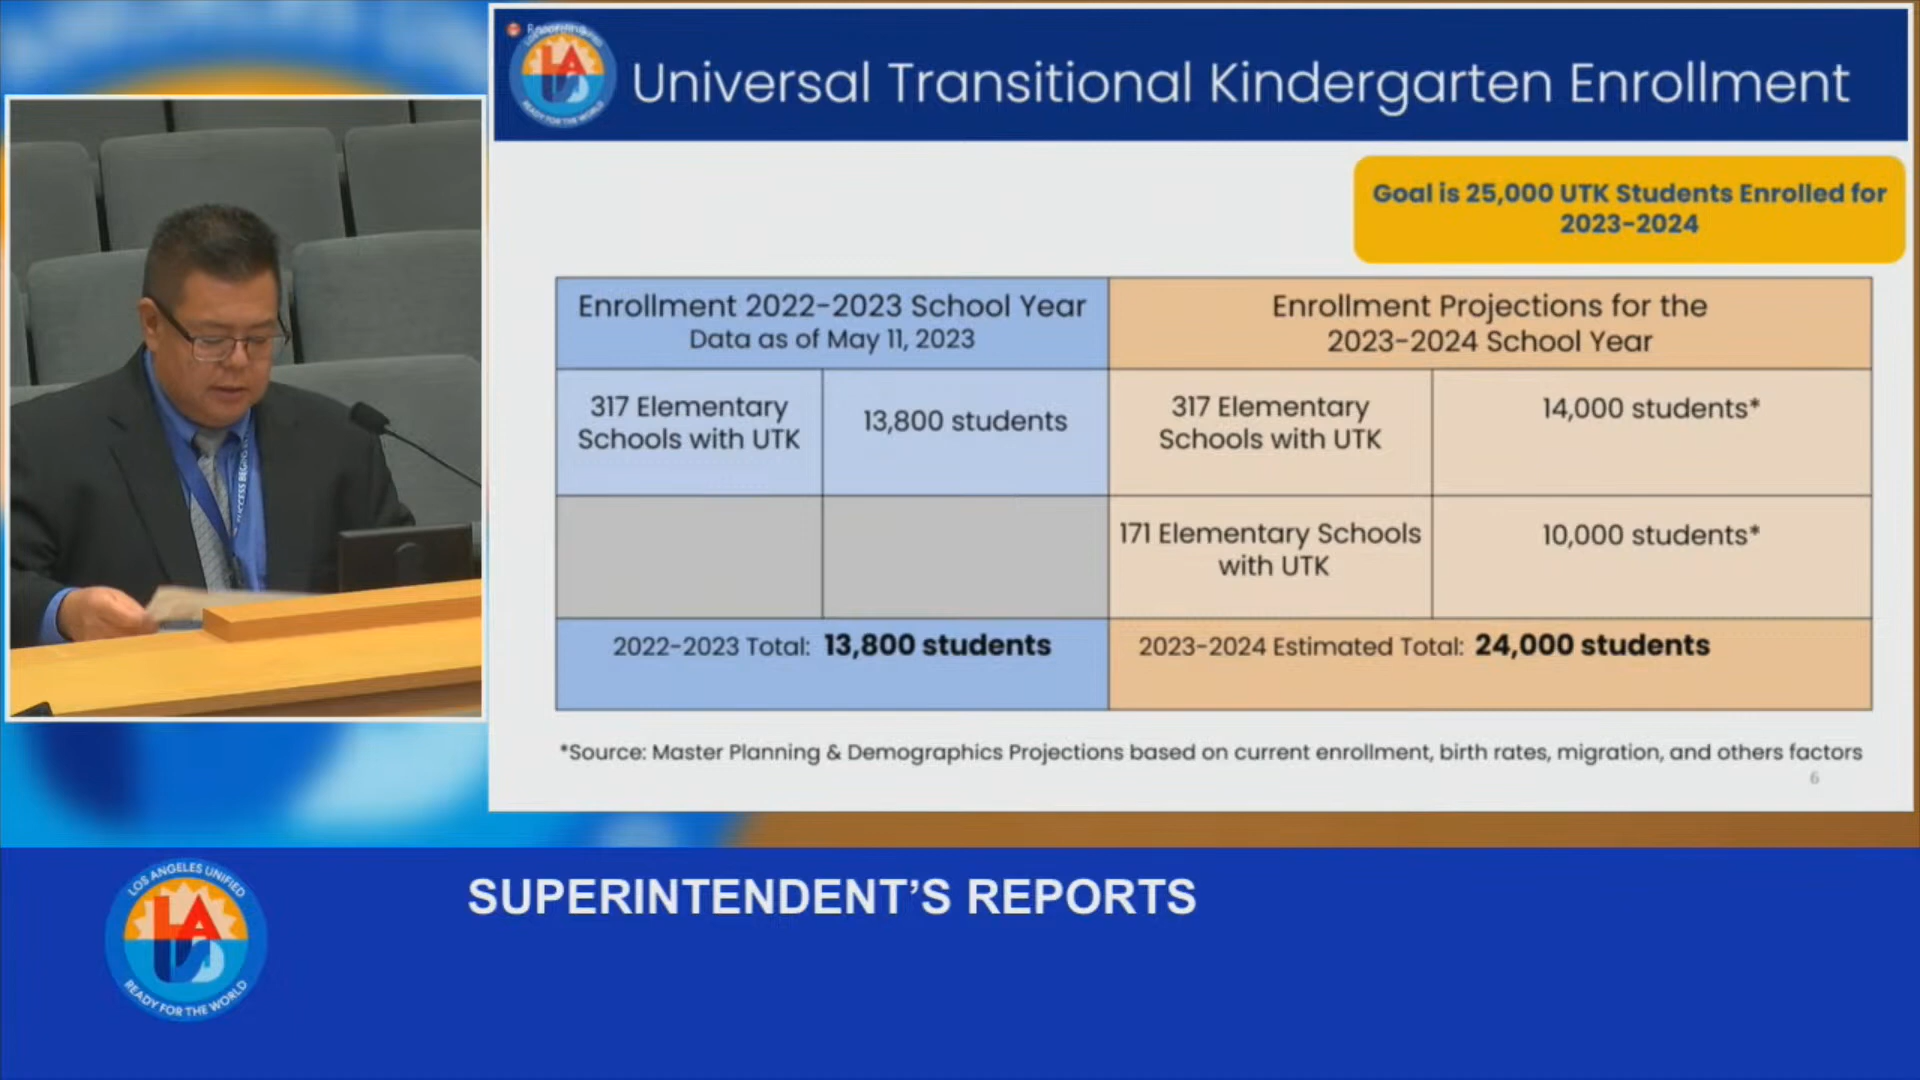 Universal Transitional Kindergarten Enrollment
Goal is 25,000 UTK Students Enrolled for
2023-2024
Enrollment 2022-2023 School Year
Data as of May 11, 2023
Enrollment Projections for the
2023-2024 School Year
317 Elementary
Schools with UTK
13,800 students
317 Elementary
Schools with UTK
14,000 students*
171 Elementary Schools
with UTK
10,000 students*
2022-2023 Total: 13,800 students
2023-2024 Estimated Total: 24,000 students
*Source: Master Planning & Demographics Projections based on current enrollment, birth rates, migration, and others factors
6
LOS ANGELES UNIFIED
LAUSD
READY FOR THE WORLD
SUPERINTENDENT’S REPORTS